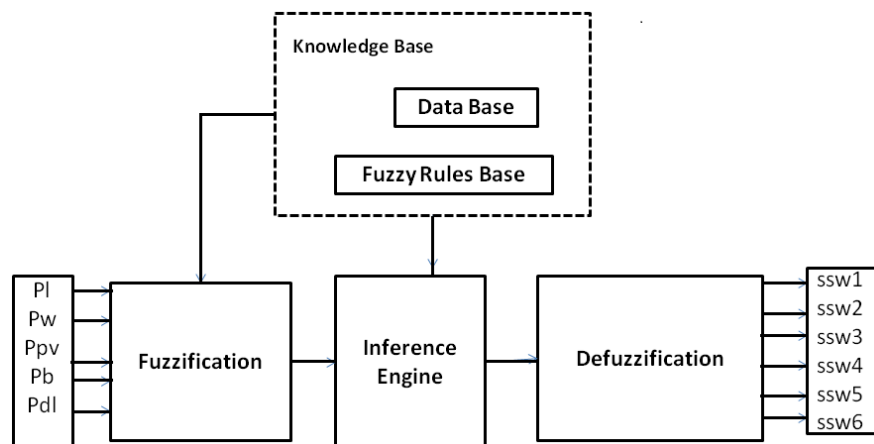 Knowledge Base
Data Base
Fuzzy Rules Base
Pl
Pw
Ppv
Pb
Pdl
Fuzzification
Inference
Engine
Defuzzification
ssw1
ssw2
ssw3
ssw4
ssw5
ssw6